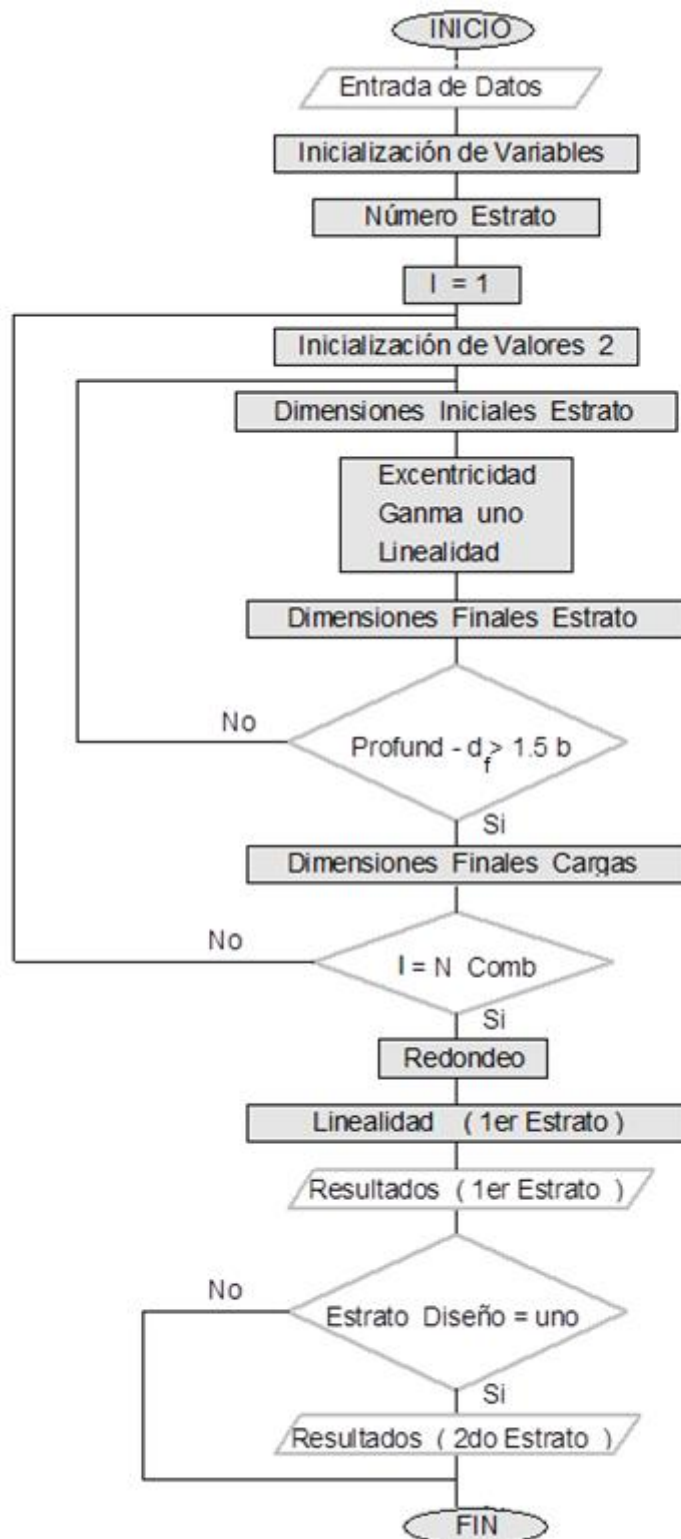 INICIO
Entrada de Datos
Inicialización de Variables
Número Estrato
I = 1
Inicialización de Valores 2
Dimensiones Iniciales Estrato
Excentricidad
Ganma uno
Linealidad
Dimensiones Finales Estrato
No
Profund - df > 1.5 b
Si
Dimensiones Finales Cargas
No
I = N Comb
Si
Redondeo
Linealidad ( 1er Estrato )
Resultados ( 1er Estrato )
No
Estrato Diseño = uno
Si
Resultados ( 2do Estrato )
FIN